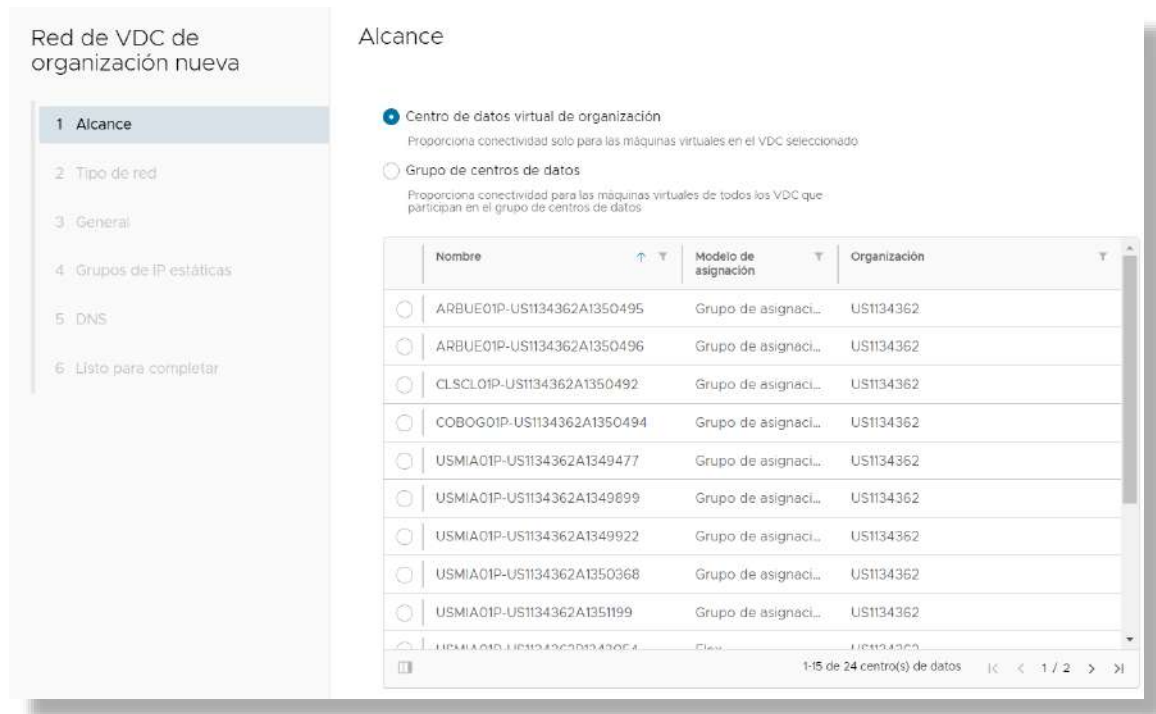 Red de VDC de
organización nueva
1 Alcance
2 Tipo de red
3 General
4 Grupos de IP estáticas
5 DNS
6 Listo para completar
Alcance
Centro de datos virtual de organización
Proporciona conectividad solo para las máquinas virtuales en el VDC seleccionado
Grupo de centros de datos
Proporciona conectividad para las máquinas virtuales de todos los VDC que
participan en el grupo de centros de datos
Nombre Modelo de asignación Organización
ARBUE01P-US1134362A1350495 Grupo de asignaci... US1134362
ARBUE01P-US1134362A1350496 Grupo de asignaci... US1134362
CLSCL01P-US1134362A1350492 Grupo de asignaci... US1134362
COBOG01P-US1134362A1350494 Grupo de asignaci... US1134362
USMIA01P-US1134362A1349477 Grupo de asignaci... US1134362
USMIA01P-US1134362A1349899 Grupo de asignaci... US1134362
USMIA01P-US1134362A1349922 Grupo de asignaci... US1134362
USMIA01P-US1134362A1350368 Grupo de asignaci... US1134362
USMIA01P-US1134362A1351199 Grupo de asignaci... US1134362
Flex
1-15 de 24 centro(s) de datos 1 / 2